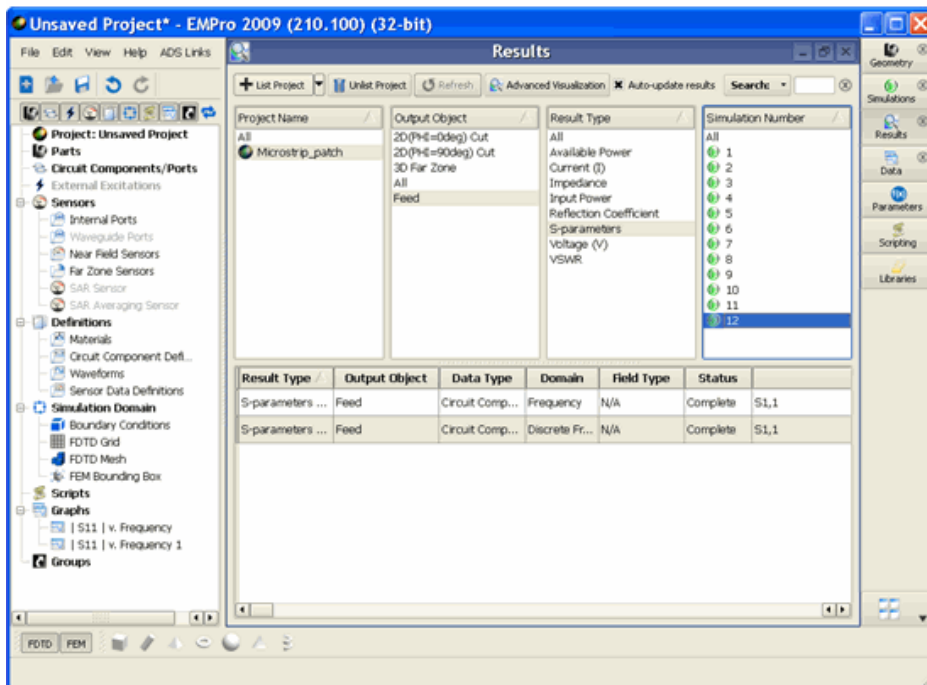 Unsaved Project* - EMPro 2009 (210.100) (32-bit)
File Edit View Help ADS Links
Results
List Project Unlist Project Refresh Advanced Visualization Auto-update results Search:
Project: Unsaved Project
Parts
Circuit Components/Ports
External Excitations
Sensors
Internal Ports
Waveguide Ports
Near Field Sensors
Far Zone Sensors
SAR Sensor
SAR Averaging Sensor
Definitions
Materials
Circuit Component Defi...
Waveforms
Sensor Data Definitions
Simulation Domain
Boundary Conditions
FDTD Grid
FDTD Mesh
FEM Bounding Box
Scripts
Graphs
| S11 | v. Frequency
| S11 | v. Frequency 1
Groups
Project Name
All
Microstrip_patch
Output Object
2D(PHI=0deg) Cut
2D(PHI=90deg) Cut
3D Far Zone
All
Feed
Result Type
All
Available Power
Current (I)
Impedance
Input Power
Reflection Coefficient
S-parameters
Voltage (V)
VSWR
Simulation Number
All
1
2
3
4
5
6
7
8
9
10
11
12
Result Type Output Object Data Type Domain Field Type Status
S-parameters ... Feed Circuit Comp... Frequency N/A Complete S1,1
S-parameters ... Feed Circuit Comp... Discrete Fr... N/A Complete S1,1
Geometry
Simulations
Results
Data
Parameters
Scripting
Libraries
FDTD FEM